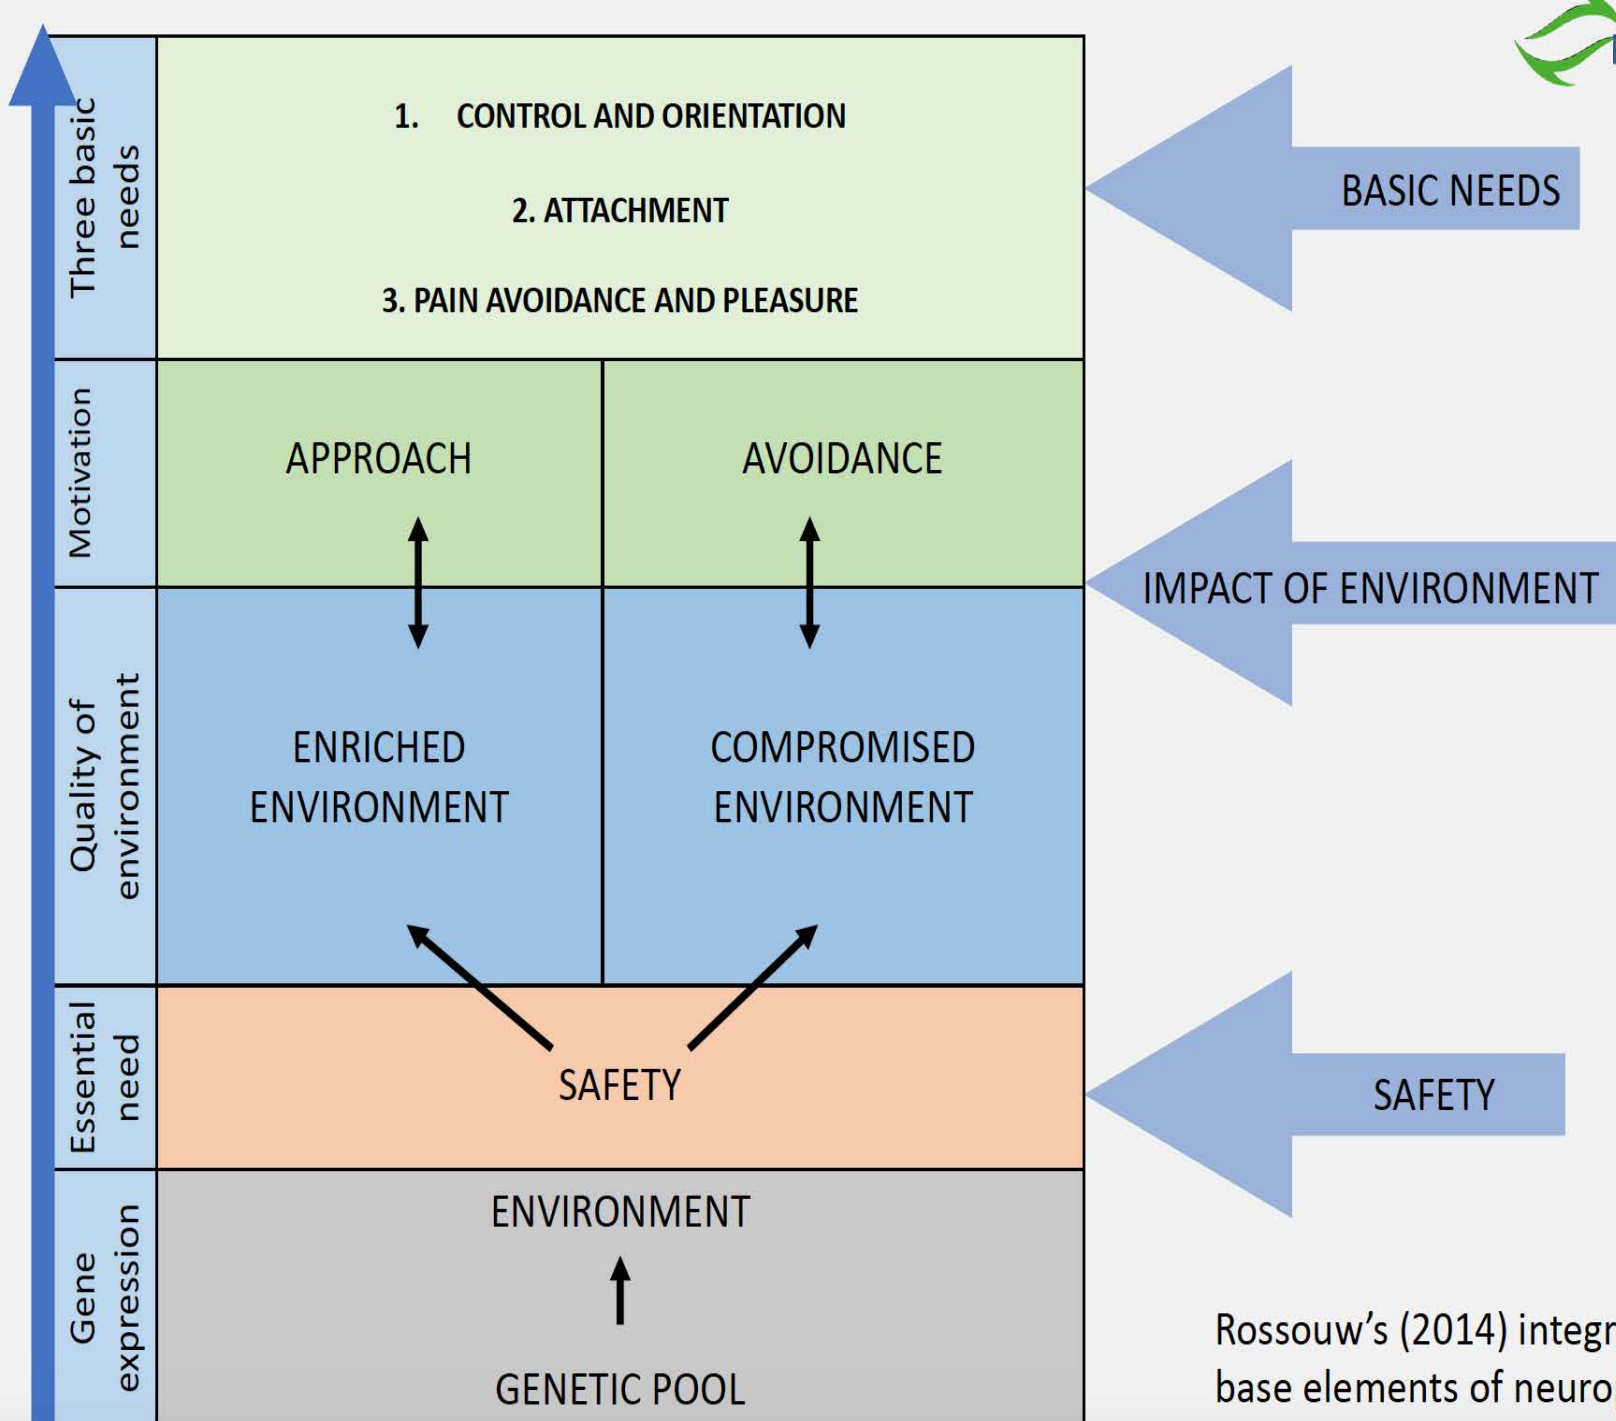 Three basic
needs
1. CONTROL AND ORIENTATION
2. ATTACHMENT
3. PAIN AVOIDANCE AND PLEASURE
BASIC NEEDS
Motivation
APPROACH
AVOIDANCE
IMPACT OF ENVIRONMENT
Quality of
environment
ENRICHED
ENVIRONMENT
COMPROMISED
ENVIRONMENT
Essential
need
SAFETY
SAFETY
Gene
expression
ENVIRONMENT
GENETIC POOL
Rossouw's (2014)
base elements of